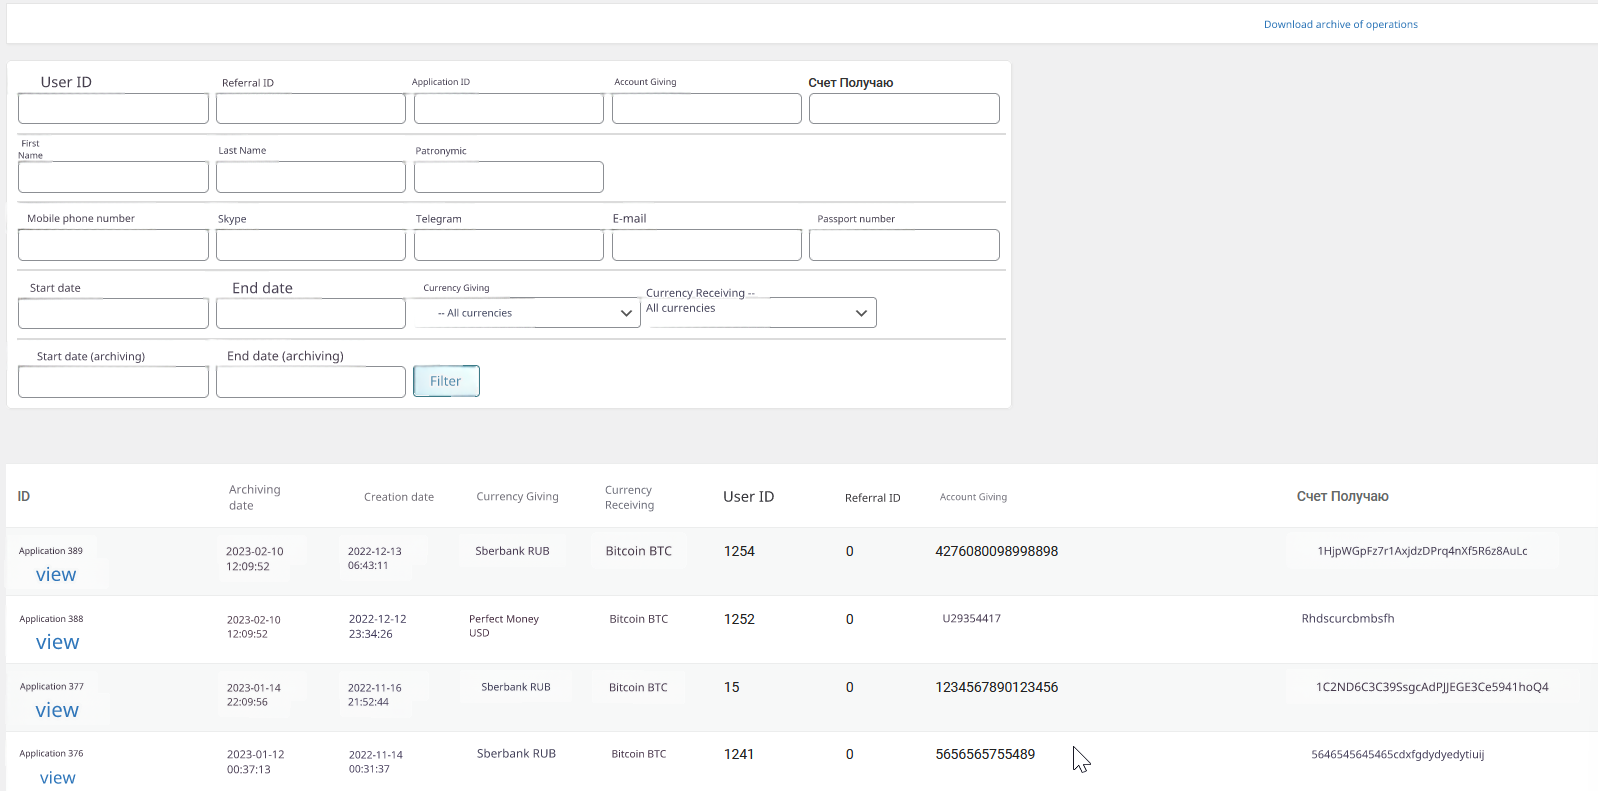 Download archive of operations
User ID
Referral ID
Application ID
Account Giving
Счет Получаю
First
Name
Last Name
Patronymic
Mobile phone number
Skype
Telegram
E-mail
Passport number
Start date
End date
Currency Giving
-- All currencies
Currency Receiving --
All currencies
Start date (archiving)
End date (archiving)
Filter
ID
Archiving
date
Creation date
Currency Giving
Currency
Receiving
User ID
Referral ID
Account Giving
Счет Получаю
Application 389
view
2023-02-10
12:09:52
2022-12-13
06:43:11
Sberbank RUB
Bitcoin BTC
1254
0
4276080098998898
1HjpWGpFz7r1AxjdzDPrq4nXf5R6z8AuLc
Application 388
view
2023-02-10
12:09:52
2022-12-12
23:34:26
Perfect Money
USD
Bitcoin BTC
1252
0
U29354417
Rhdscurcbmbsfh
Application 377
view
2023-01-14
22:09:56
2022-11-16
21:52:44
Sberbank RUB
Bitcoin BTC
15
0
1234567890123456
1C2ND6C3C39SsgcAdPJJEGE3Ce5941hoQ4
Application 376
view
2023-01-12
00:37:13
2022-11-14
00:31:37
Sberbank RUB
Bitcoin BTC
1241
0
5656565755489
5646545645465cdxfgdydyedytiuij